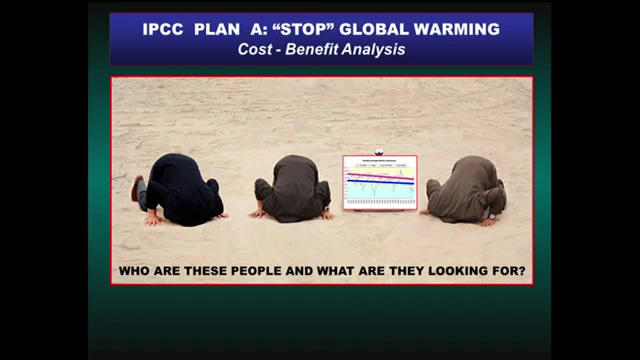 IPCC PLAN A: “STOP” GLOBAL WARMING
Cost - Benefit Analysis
WHO ARE THESE PEOPLE AND WHAT ARE THEY LOOKING FOR?